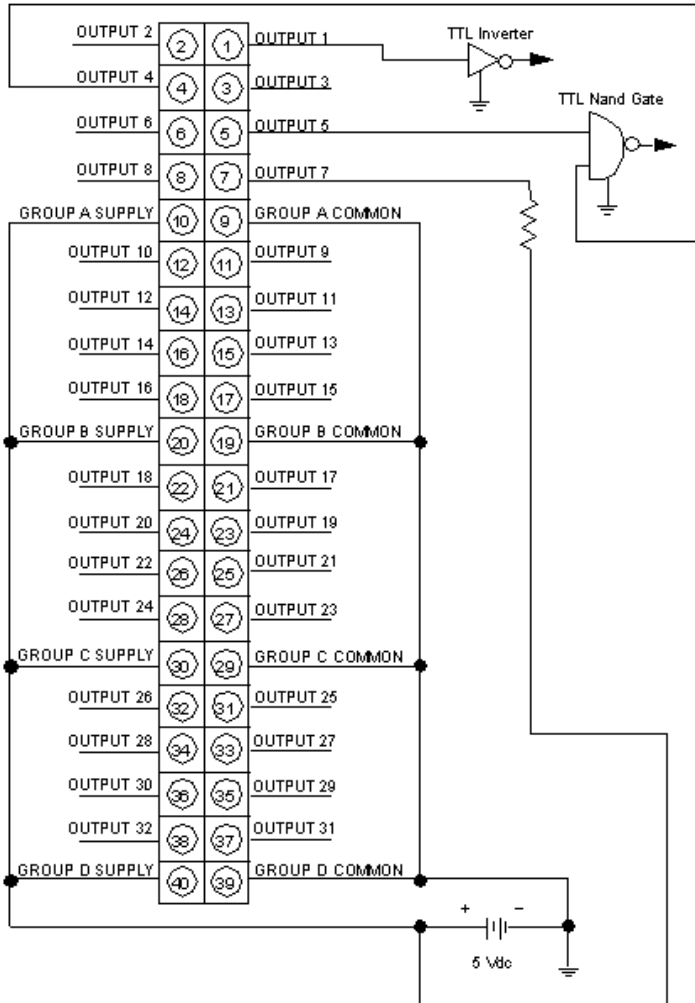 OUTPUT 2 2 1 OUTPUT 1 TTL Inverter
OUTPUT 4 4 3 OUTPUT 3
TTL Nand Gate
OUTPUT 6 6 5 OUTPUT 5
OUTPUT 8 8 7 OUTPUT 7
GROUP A SUPPLY 10 9 GROUP A COMMON
OUTPUT 10 12 11 OUTPUT 9
OUTPUT 12 14 13 OUTPUT 11
OUTPUT 14 16 15 OUTPUT 13
OUTPUT 16 18 17 OUTPUT 15
GROUP B SUPPLY 20 19 GROUP B COMMON
OUTPUT 18 22 21 OUTPUT 17
OUTPUT 20 24 23 OUTPUT 19
OUTPUT 22 26 25 OUTPUT 21
OUTPUT 24 28 27 OUTPUT 23
GROUP C SUPPLY 30 29 GROUP C COMMON
OUTPUT 26 32 31 OUTPUT 25
OUTPUT 28 34 33 OUTPUT 27
OUTPUT 30 36 35 OUTPUT 29
OUTPUT 32 38 37 OUTPUT 31
GROUP D SUPPLY 40 39 GROUP D COMMON
+ −
5 Vdc